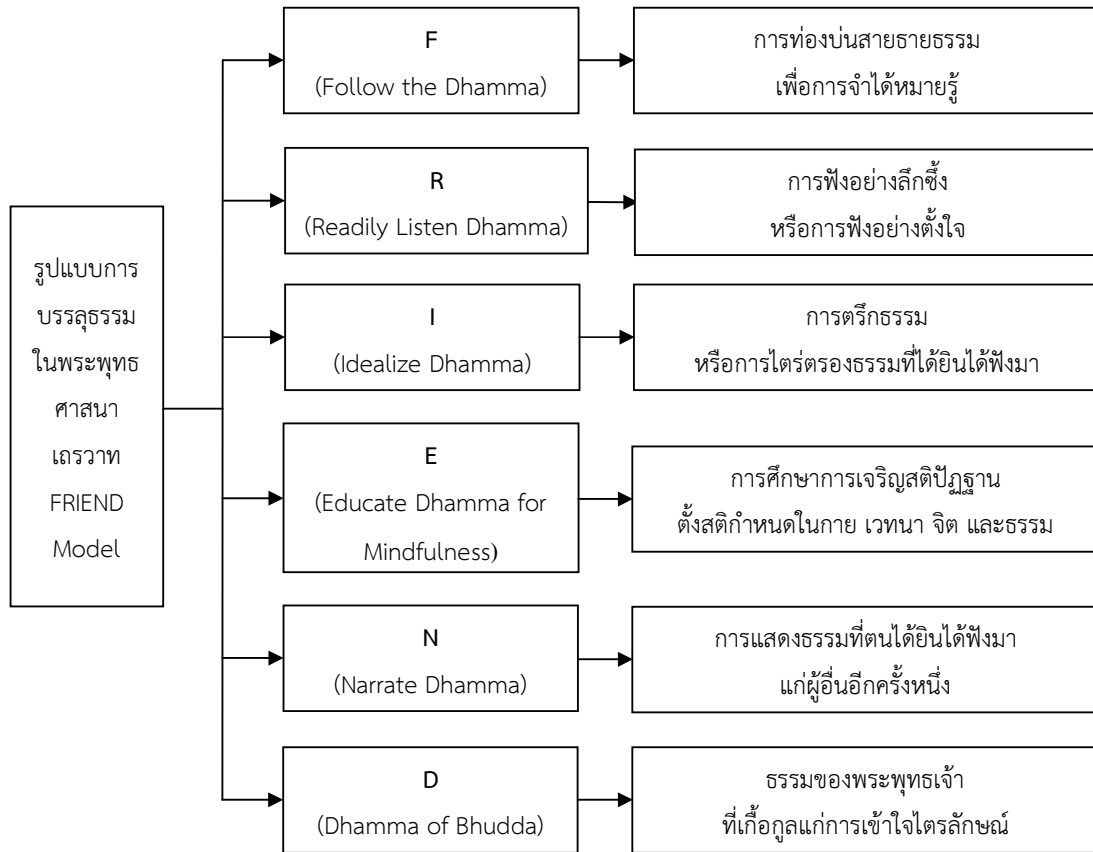 รูปแบบการ
บรรลุธรรม
ในพระพุทธ
ศาสนา
เถรวาท
FRIEND
Model
F
(Follow the Dhamma)
การท่องบ่นสายธายธรรม
เพื่อการจำได้หมายรู้
R
(Readily Listen Dhamma)
การฟังอย่างลึกซึ้ง
หรือการฟังอย่างตั้งใจ
I
(Idealize Dhamma)
การตรึกธรรม
หรือการไตร่ตรองธรรมที่ได้ยินได้ฟังมา
E
(Educate Dhamma for
Mindfulness)
การศึกษาการเจริญสติปัฏฐาน
ตั้งสติกำหนดในกาย เวทนา จิต และธรรม
N
(Narrate Dhamma)
การแสดงธรรมที่ตนได้ยินได้ฟังมา
แก่ผู้อื่นอีกครั้งหนึ่ง
D
(Dhamma of Bhudda)
ธรรมของพระพุทธเจ้า
ที่เกื้อกูลแก่การเข้าใจไตรลักษณ์